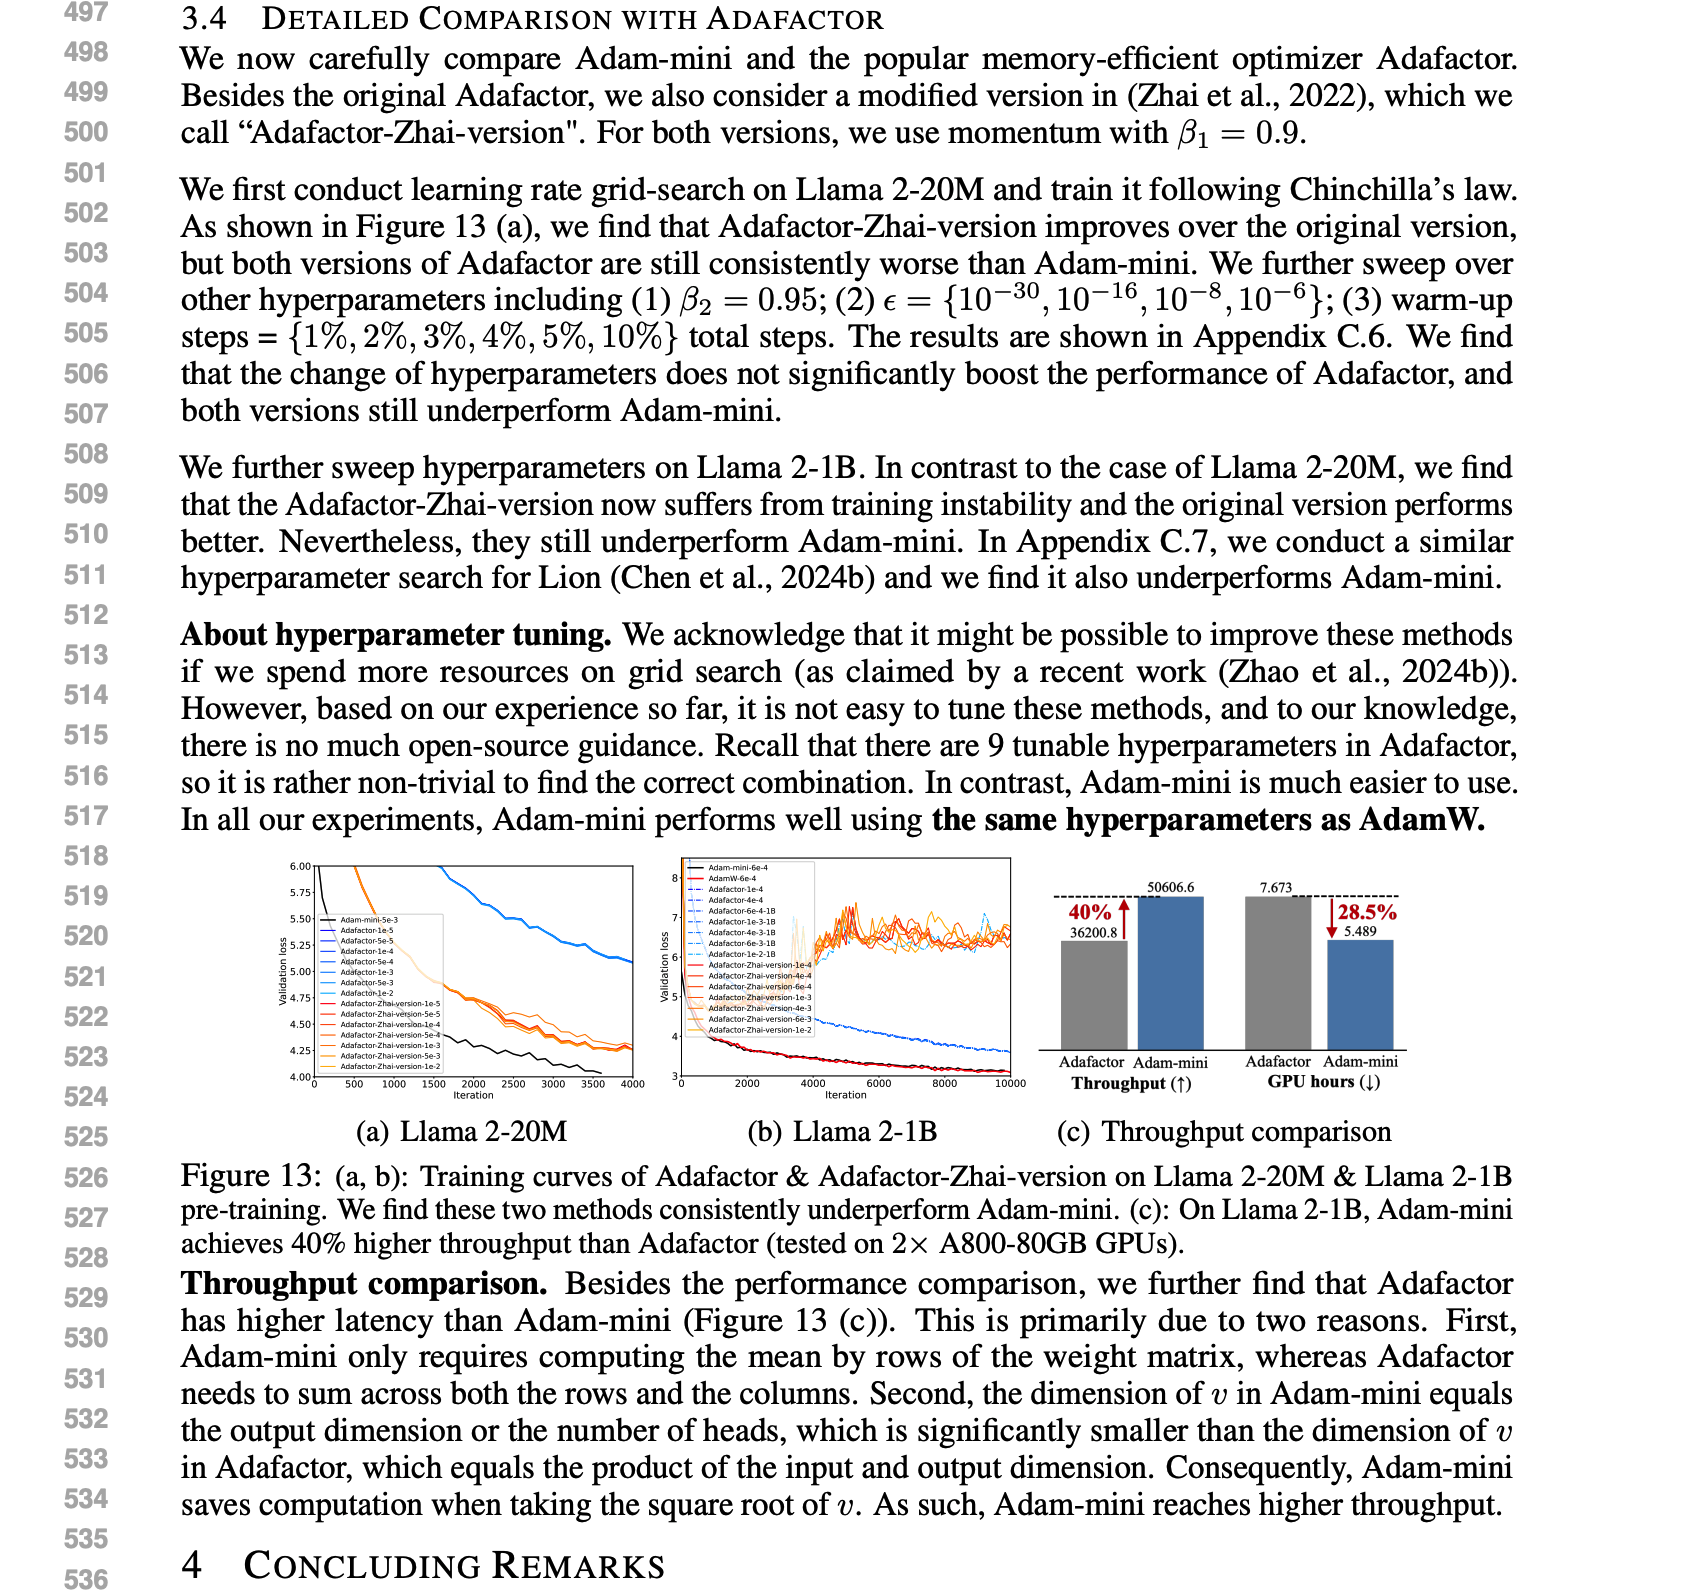 497
498
499
500
501
502
503
504
505
506
507
508
509
510
511
512
513
514
515
516
517
518
519
520
521
522
523
524
525
526
527
528
529
530
531
532
533
534
535
536
3.4 DETAILED COMPARISON WITH ADAFACTOR
We now carefully compare Adam-mini and the popular memory-efficient optimizer Adafactor.
Besides the original Adafactor, we also consider a modified version in (Zhai et al., 2022), which we
call “Adafactor-Zhai-version". For both versions, we use momentum with β₁ = 0.9.
We first conduct learning rate grid-search on Llama 2-20M and train it following Chinchilla’s law.
As shown in Figure 13 (a), we find that Adafactor-Zhai-version improves over the original version,
but both versions of Adafactor are still consistently worse than Adam-mini. We further sweep over
other hyperparameters including (1) β₂ = 0.95; (2) ϵ = {10⁻³⁰, 10⁻¹⁶, 10⁻⁸, 10⁻⁶}; (3) warm-up
steps = {1%, 2%, 3%, 4%, 5%, 10%} total steps. The results are shown in Appendix C.6. We find
that the change of hyperparameters does not significantly boost the performance of Adafactor, and
both versions still underperform Adam-mini.
We further sweep hyperparameters on Llama 2-1B. In contrast to the case of Llama 2-20M, we find
that the Adafactor-Zhai-version now suffers from training instability and the original version performs
better. Nevertheless, they still underperform Adam-mini. In Appendix C.7, we conduct a similar
hyperparameter search for Lion (Chen et al., 2024b) and we find it also underperforms Adam-mini.
About hyperparameter tuning. We acknowledge that it might be possible to improve these methods
if we spend more resources on grid search (as claimed by a recent work (Zhao et al., 2024b)).
However, based on our experience so far, it is not easy to tune these methods, and to our knowledge,
there is no much open-source guidance. Recall that there are 9 tunable hyperparameters in Adafactor,
so it is rather non-trivial to find the correct combination. In contrast, Adam-mini is much easier to use.
In all our experiments, Adam-mini performs well using the same hyperparameters as AdamW.
6.00
5.75
5.50
5.25
5.00
4.75
4.50
4.25
4.00
Validation loss
Adam-mini-5e-3
Adafactor-1e-5
Adafactor-5e-5
Adafactor-1e-4
Adafactor-5e-4
Adafactor-1e-3
Adafactor-5e-3
Adafactor-1e-2
Adafactor-Zhai-version-1e-5
Adafactor-Zhai-version-5e-5
Adafactor-Zhai-version-1e-4
Adafactor-Zhai-version-5e-4
Adafactor-Zhai-version-1e-3
Adafactor-Zhai-version-5e-3
Adafactor-Zhai-version-1e-2
0 500 1000 1500 2000 2500 3000 3500 4000
Iteration
(a) Llama 2-20M
8
7
6
5
4
3
Validation loss
Adam-mini-6e-4
AdamW-6e-4
Adafactor-1e-4
Adafactor-4e-4
Adafactor-6e-4-1B
Adafactor-1e-3-1B
Adafactor-4e-3-1B
Adafactor-6e-3-1B
Adafactor-1e-2-1B
Adafactor-Zhai-version-1e-4
Adafactor-Zhai-version-4e-4
Adafactor-Zhai-version-6e-4
Adafactor-Zhai-version-1e-3
Adafactor-Zhai-version-4e-3
Adafactor-Zhai-version-6e-3
Adafactor-Zhai-version-1e-2
0 2000 4000 6000 8000 10000
Iteration
(b) Llama 2-1B
50606.6
40%
36200.8
Adafactor Adam-mini
Throughput (↑)
7.673
28.5%
5.489
Adafactor Adam-mini
GPU hours (↓)
(c) Throughput comparison
Figure 13: (a, b): Training curves of Adafactor & Adafactor-Zhai-version on Llama 2-20M & Llama 2-1B
pre-training. We find these two methods consistently underperform Adam-mini. (c): On Llama 2-1B, Adam-mini
achieves 40% higher throughput than Adafactor (tested on 2× A800-80GB GPUs).
Throughput comparison. Besides the performance comparison, we further find that Adafactor
has higher latency than Adam-mini (Figure 13 (c)). This is primarily due to two reasons. First,
Adam-mini only requires computing the mean by rows of the weight matrix, whereas Adafactor
needs to sum across both the rows and the columns. Second, the dimension of v in Adam-mini equals
the output dimension or the number of heads, which is significantly smaller than the dimension of v
in Adafactor, which equals the product of the input and output dimension. Consequently, Adam-mini
saves computation when taking the square root of v. As such, Adam-mini reaches higher throughput.
4 CONCLUDING REMARKS